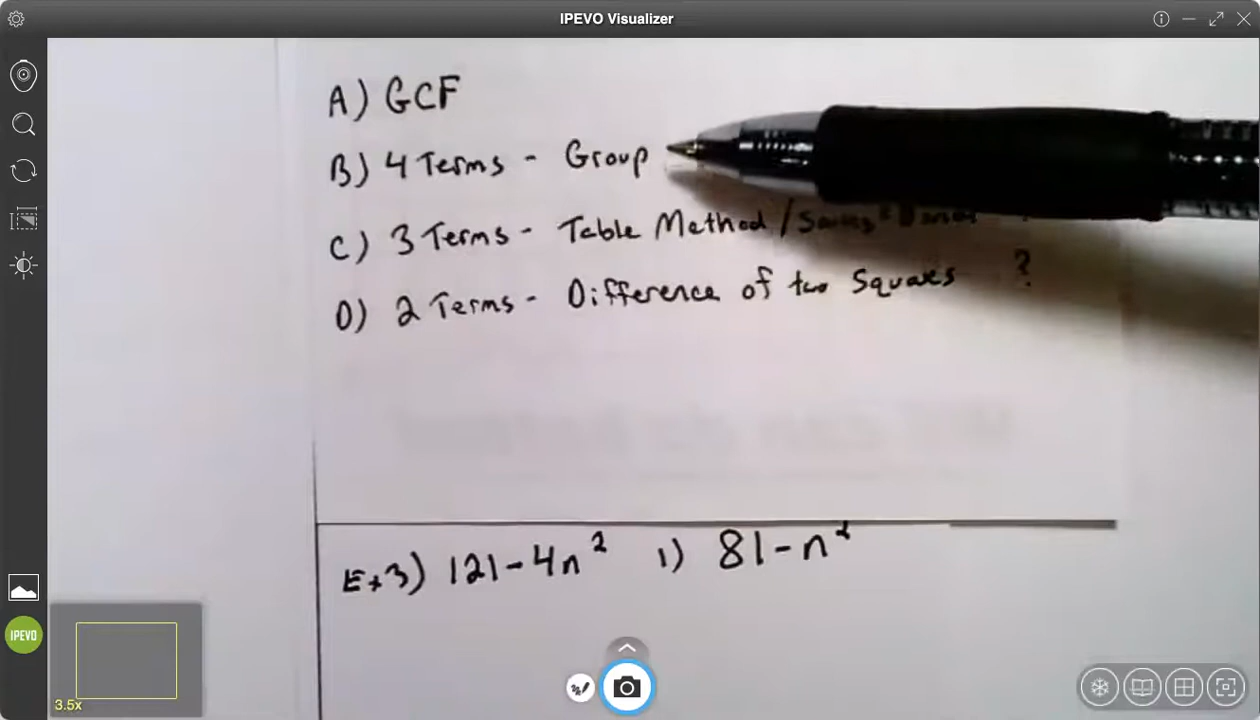 IPEVO Visualizer
A) GCF
B) 4 Terms - Group
C) 3 Terms - Table Method /
D) 2 Terms - Difference of two Squares ?
Ex3) 121-4n² 1) 81-n²
IPEVO
3.5x